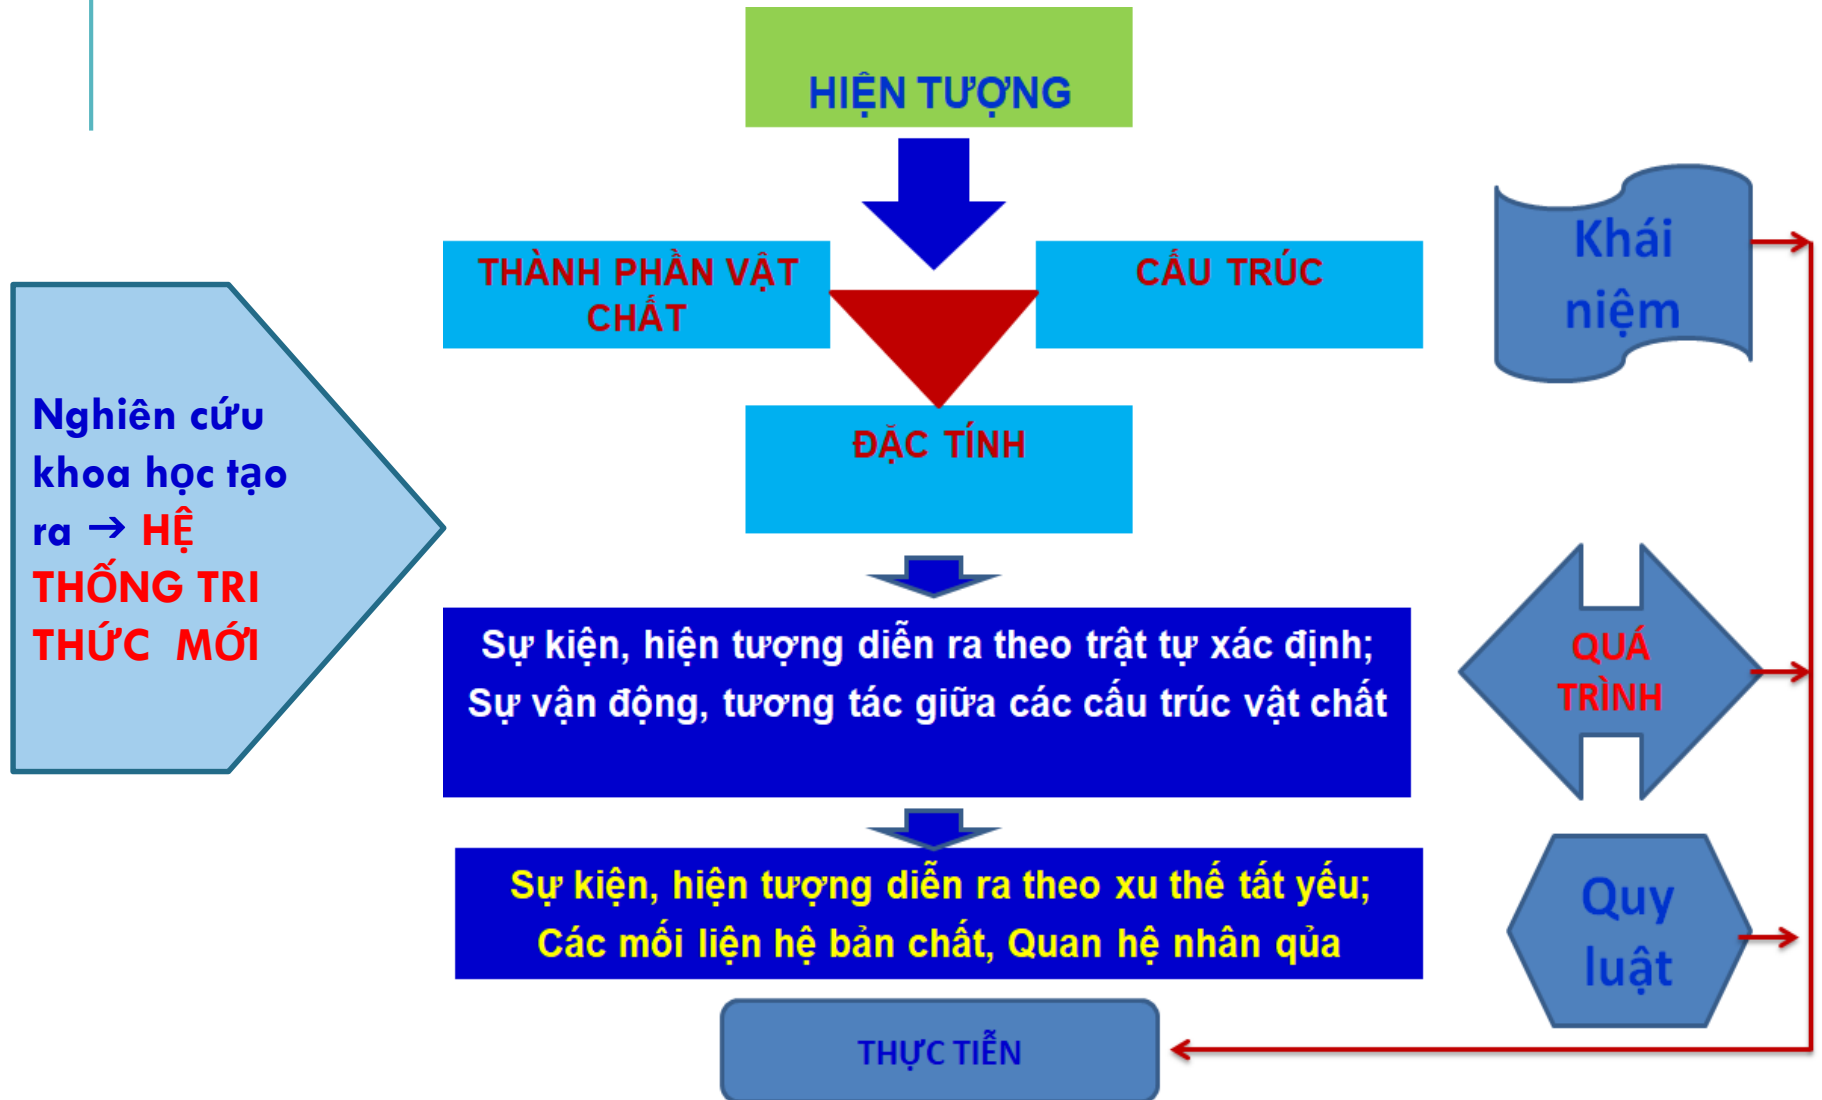 HIỆN TƯỢNG
THÀNH PHẦN VẬT
CHẤT
CẤU TRÚC
Khái
niệm
Nghiên cứu
khoa học tạo
ra → HỆ
THỐNG TRI
THỨC MỚI
ĐẶC TÍNH
Sự kiện, hiện tượng diễn ra theo trật tự xác định;
Sự vận động, tương tác giữa các cấu trúc vật chất
QUÁ
TRÌNH
Sự kiện, hiện tượng diễn ra theo xu thế tất yếu;
Các mối liện hệ bản chất, Quan hệ nhân qủa
Quy
luật
THỰC TIỄN